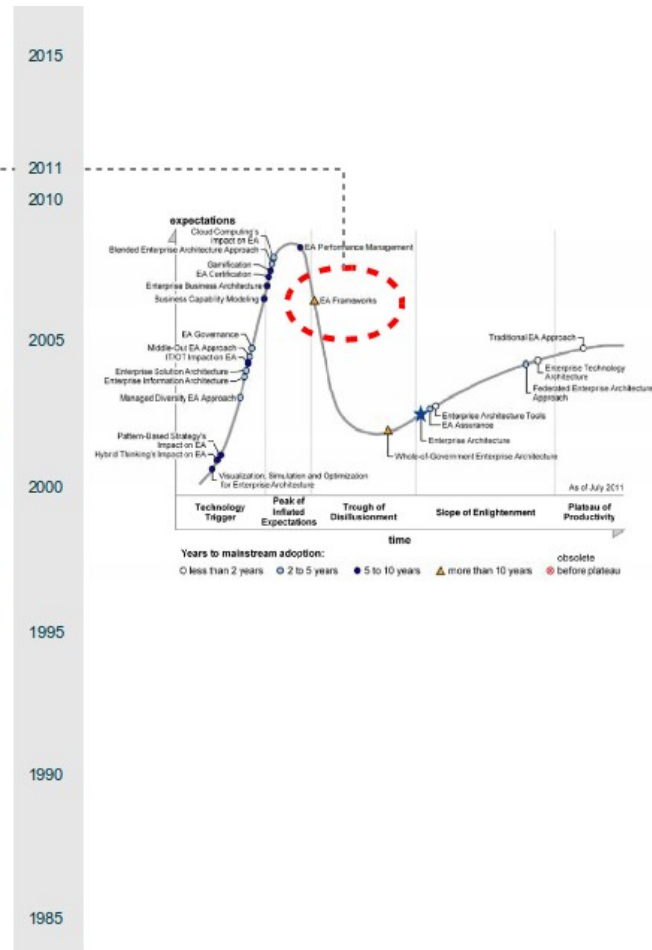 2015
2011
2010
2005
2000
1995
1990
1985
expectations
Cloud Computing's
Impact on EA
Blended Enterprise Architecture Approach
Gamification
EA Certification
Enterprise Business Architecture
Business Capability Modeling
EA Governance
Middle-Out EA Approach
IT/OT Impact on EA
Enterprise Solution Architecture
Enterprise Information Architecture
Managed Diversity EA Approach
Pattern-Based Strategy's
Impact on EA
Hybrid Thinking's Impact on EA
Visualization, Simulation and Optimization
for Enterprise Architecture
EA Performance Management
EA Frameworks
Whole-of-Government Enterprise Architecture
Enterprise Architecture
EA Assurance
Enterprise Architecture Tools
Federated Enterprise Architecture
Approach
Enterprise Technology
Architecture
Traditional EA Approach
As of July 2011
Technology
Trigger
Peak of
Inflated
Expectations
Trough of
Disillusionment
Slope of Enlightenment
Plateau of
Productivity
time
Years to mainstream adoption:
less than 2 years
2 to 5 years
5 to 10 years
more than 10 years
obsolete
before plateau